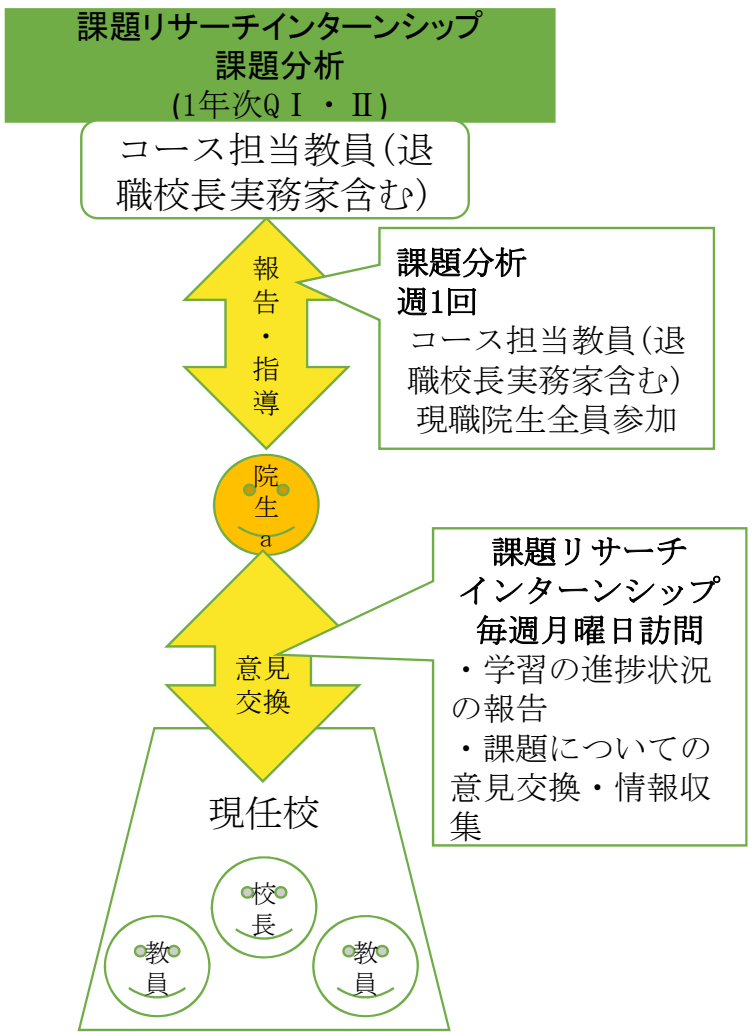 課題リサーチインターンシップ
課題分析
(1年次QⅠ・Ⅱ)
コース担当教員(退
職校長実務家含む)
報
告
・
指
導
課題分析
週1回
コース担当教員(退
職校長実務家含む)
現職院生全員参加
院
生
a
課題リサーチ
インターンシップ
毎週月曜日訪問
・学習の進捗状況
の報告
・課題についての
意見交換・情報収
集
意見
交換
現任校
校
長
教
員
教
員